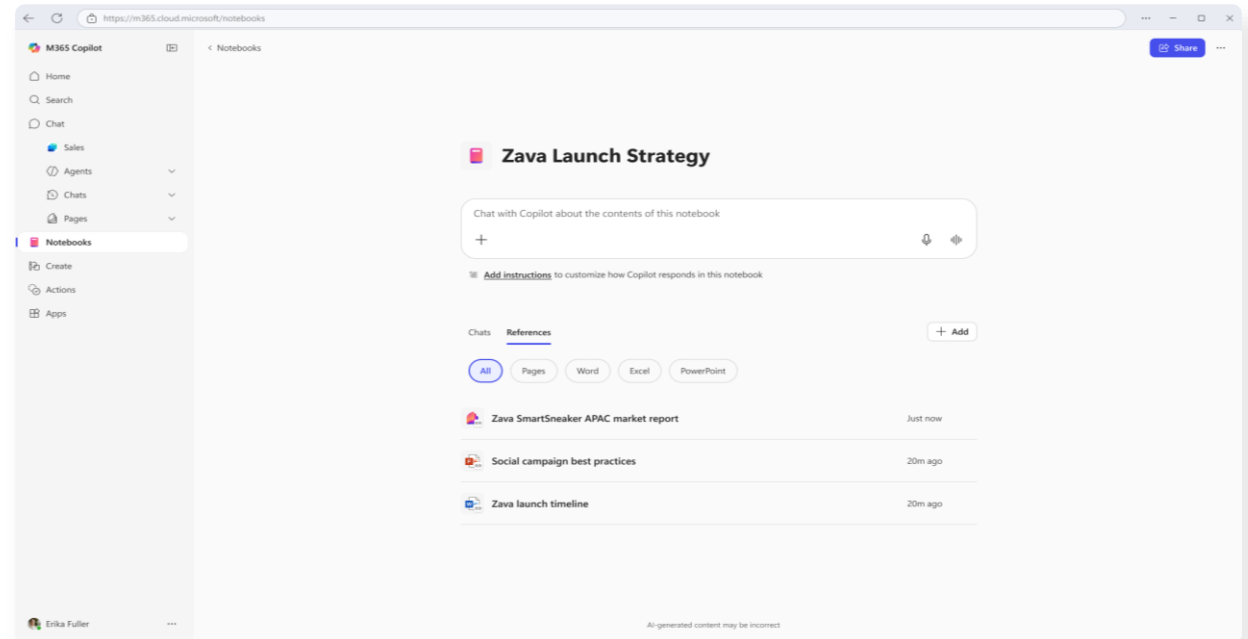 https://m365.cloud.microsoft/notebooks
M365 Copilot
Home
Search
Chat
Sales
Agents
Chats
Pages
Notebooks
Create
Actions
Apps
Erika Fuller
Notebooks
Share
Zava Launch Strategy
Chat with Copilot about the contents of this notebook
Add instructions to customize how Copilot responds in this notebook
Chats References
Add
All Pages Word Excel PowerPoint
Zava SmartSneaker APAC market report Just now
Social campaign best practices 20m ago
Zava launch timeline 20m ago
AI-generated content may be incorrect